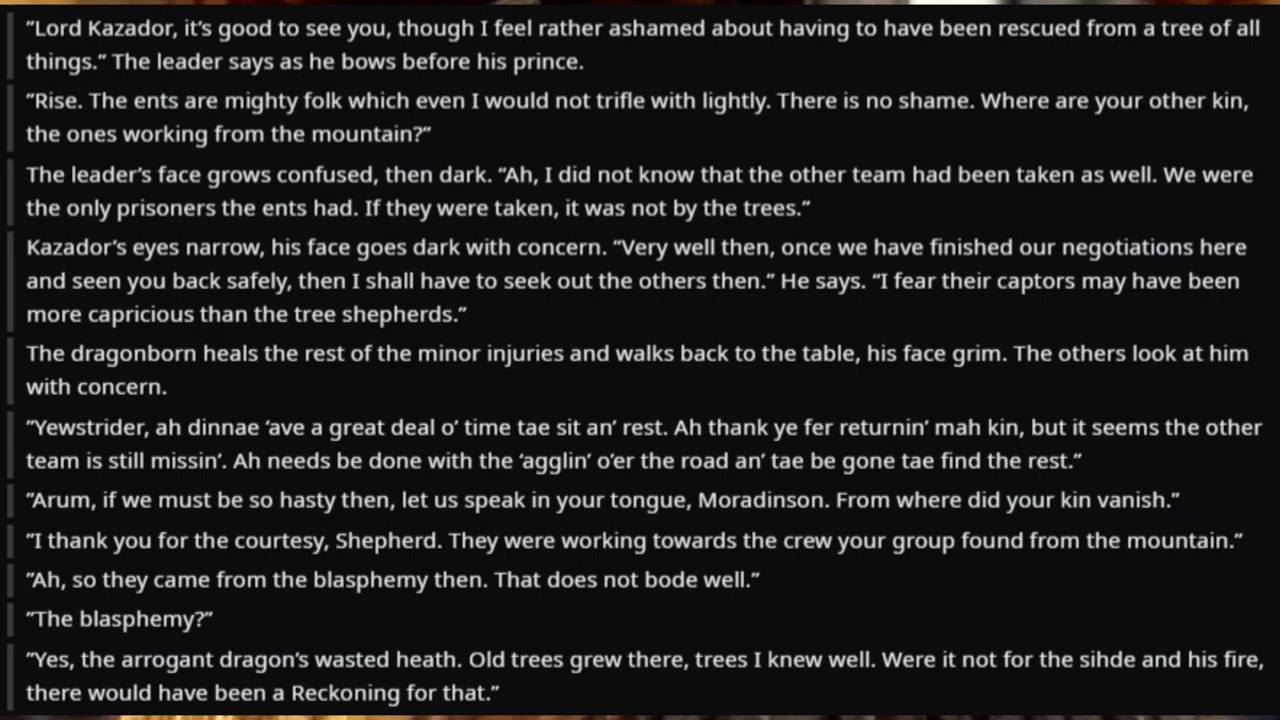 ”Lord Kazador, it’s good to see you, though I feel rather ashamed about having to have been rescued from a tree of all
things.” The leader says as he bows before his prince.
”Rise. The ents are mighty folk which even I would not trifle with lightly. There is no shame. Where are your other kin,
the ones working from the mountain?”
The leader’s face grows confused, then dark. “Ah, I did not know that the other team had been taken as well. We were
the only prisoners the ents had. If they were taken, it was not by the trees.”
Kazador’s eyes narrow, his face goes dark with concern. “Very well then, once we have finished our negotiations here
and seen you back safely, then I shall have to seek out the others then.” He says. “I fear their captors may have been
more capricious than the tree shepherds.”
The dragonborn heals the rest of the minor injuries and walks back to the table, his face grim. The others look at him
with concern.
”Yewstrider, ah dinnae ‘ave a great deal o’ time tae sit an’ rest. Ah thank ye fer returnin’ mah kin, but it seems the other
team is still missin’. Ah needs be done with the ‘agglin’ o’er the road an’ tae be gone tae find the rest.”
”Arum, if we must be so hasty then, let us speak in your tongue, Moradinson. From where did your kin vanish.”
”I thank you for the courtesy, Shepherd. They were working towards the crew your group found from the mountain.”
”Ah, so they came from the blasphemy then. That does not bode well.”
”The blasphemy?”
”Yes, the arrogant dragon’s wasted heath. Old trees grew there, trees I knew well. Were it not for the sihde and his fire,
there would have been a Reckoning for that.”